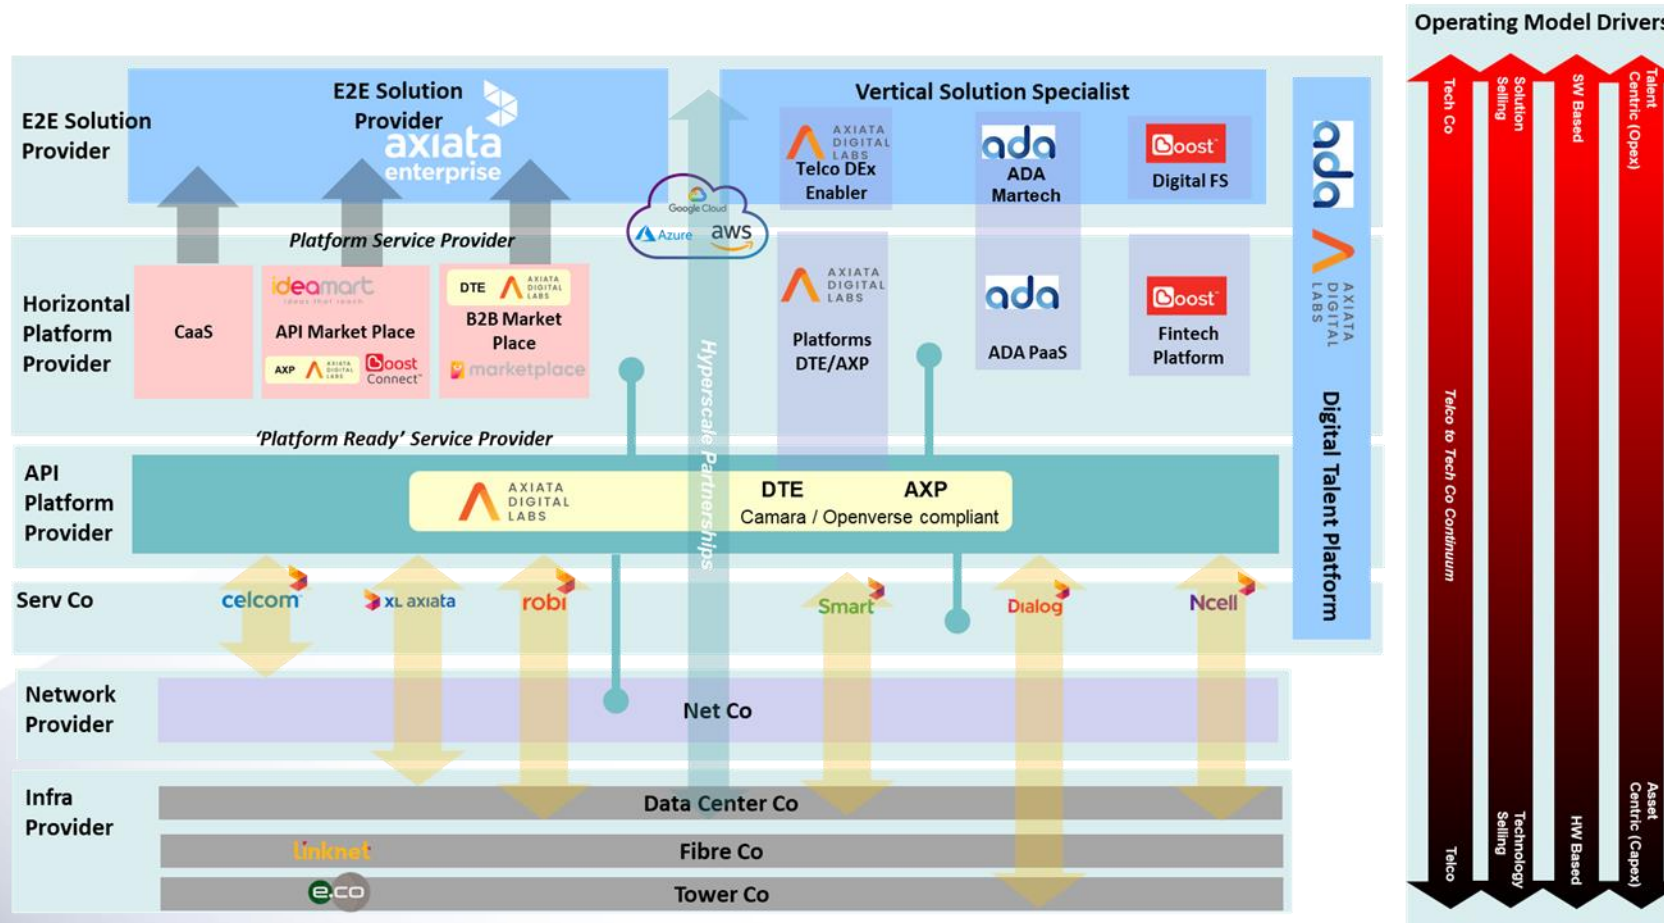 Operating Model Drivers
E2E Solution
Provider
E2E Solution
Provider
axiata
enterprise
Vertical Solution Specialist
AXIATA
DIGITAL
LABS
Telco DEx
Enabler
ada
ADA
Martech
Boost
Digital FS
Google Cloud
Azure
aws
Platform Service Provider
Horizontal
Platform
Provider
CaaS
ideamart
ideas that reach
API Market Place
AXP
AXIATA
DIGITAL
LABS
Boost
Connect
DTE
AXIATA
DIGITAL
LABS
B2B Market
Place
marketplace
AXIATA
DIGITAL
LABS
Platforms
DTE/AXP
ada
ADA PaaS
Boost
Fintech
Platform
Hyperscale Partnerships
'Platform Ready' Service Provider
API
Platform
Provider
AXIATA
DIGITAL
LABS
DTE
AXP
Camara / Openverse compliant
Serv Co
celcom
XL axiata
robi
Smart
Dialog
Ncell
Network
Provider
Net Co
Infra
Provider
Data Center Co
linknet
Fibre Co
e.co
Tower Co
ada
AXIATA
DIGITAL
LABS
Digital Talent Platform
Tech Co
Telco to Tech Co Continuum
Telco
Solution
Selling
Technology
Selling
SW Based
HW Based
Talent
Centric (Opex)
Asset
Centric (Capex)